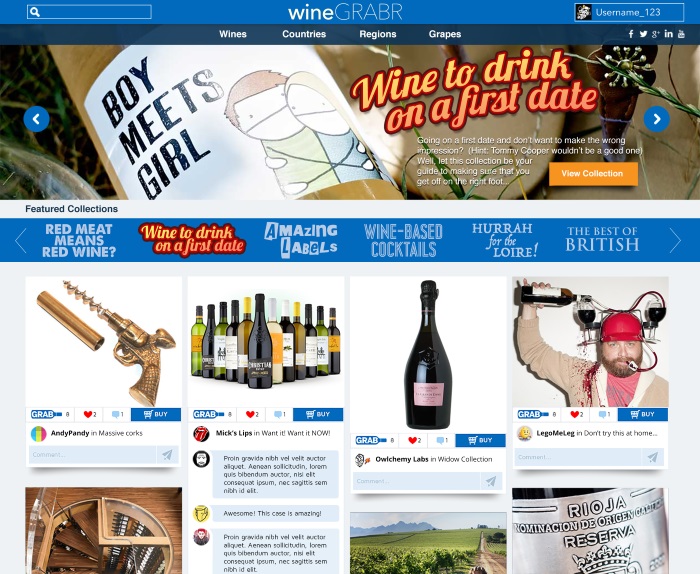 wineGRABR
Username_123
Wines Countries Regions Grapes
BOY
MEETS
GIRL
Wine to drink
on a first date
Going on a first date and don't want to make the wrong
impression? (Hint: Tommy Cooper wouldn't be a good one)
Well, let this collection be your
guide to making sure that you
get off on the right foot...
View Collection
Featured Collections
RED MEAT
MEANS
RED WINE?
Wine to drink
on a first date
AMAZING
LABELS
WINE-BASED
COCKTAILS
HURRAH
for the
LOIRE!
THE BEST OF
BRITISH
GRAB 8 2 1 BUY
AndyPandy in Massive corks
Comment...
CHRISTIAN
GRAB 8 2 1 BUY
Mick's Lips in Want it! Want it NOW!
Proin gravida nibh vel velit auctor
aliquet. Aenean sollicitudin, lorem
quis bibendum auctor, nisi elit
consequat ipsum, nec sagittis sem
nibh id elit.
Awesome! This case is amazing!
Proin gravida nibh vel velit auctor
aliquet. Aenean sollicitudin, lorem
quis bibendum auctor, nisi elit
consequat ipsum, nec sagittis sem
GRAB 8 2 1 BUY
Owlchemy Labs in Widow Collection
Comment...
GRAB 8 2 1 BUY
LegoMeLeg in Don't try this at home...
Comment...
RIOJA
DENOMINACION DE ORIGEN
RESERVA